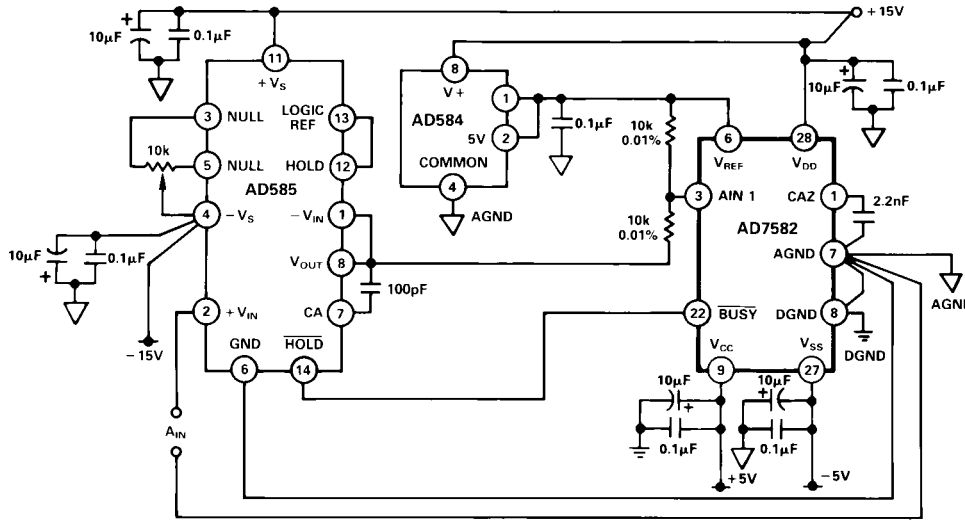 +15V
10µF
0.1µF
11
+VS
3 NULL
LOGIC REF 13
10k
5 NULL
HOLD 12
AD585
4 -VS
-VIN 1
10µF
0.1µF
VOUT 8
100pF
2 +VIN
CA 7
-15V
GND
6
HOLD
14
AIN
8
V+
1
AD584
5V 2
COMMON
4
AGND
0.1µF
10k
0.01%
10k
0.01%
10µF
0.1µF
6
VREF
28
VDD
3 AIN 1
CAZ 1
2.2nF
AD7582
AGND 7
AGND
22 BUSY
DGND 8
DGND
VCC
9
VSS
27
10µF
0.1µF
10µF
0.1µF
+5V
-5V